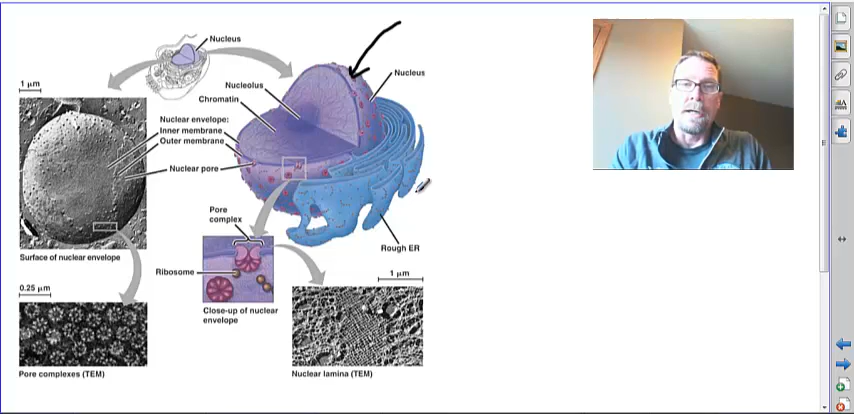 Nucleus
1 µm
Nucleolus
Chromatin
Nucleus
Nuclear envelope:
Inner membrane
Outer membrane
Nuclear pore
Pore
complex
Rough ER
Surface of nuclear envelope
Ribosome
1 µm
0.25 µm
Close-up of nuclear
envelope
Pore complexes (TEM)
Nuclear lamina (TEM)